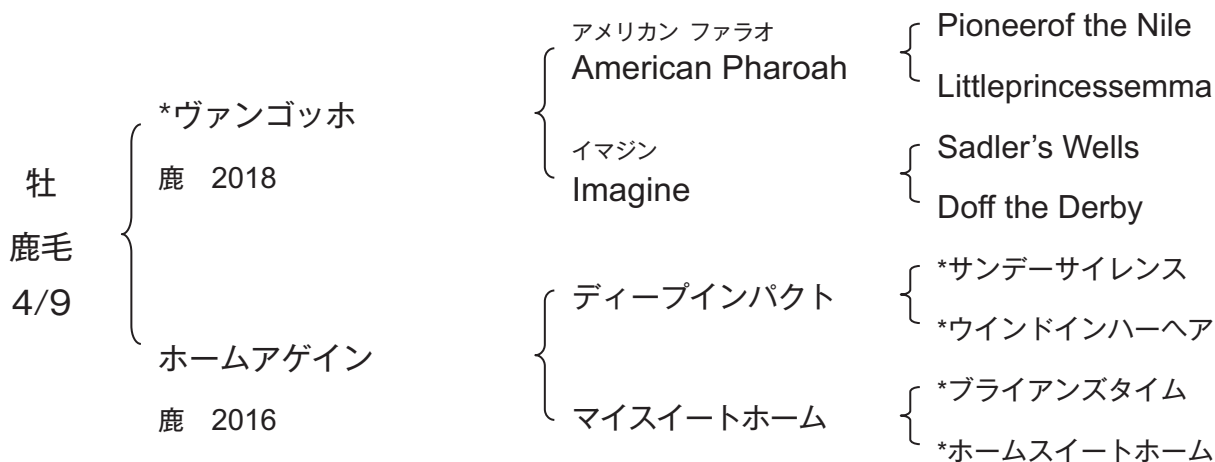 牡
鹿毛
4/9
*ヴァンゴッホ
鹿 2018
ホームアゲイン
鹿 2016
アメリカン ファラオ
American Pharoah
イマジン
Imagine
ディープインパクト
マイスイートホーム
Pioneerof the Nile
Littleprincessemma
Sadler’s Wells
Doff the Derby
*サンデーサイレンス
*ウインドインハーヘア
*ブライアンズタイム
*ホームスイートホーム